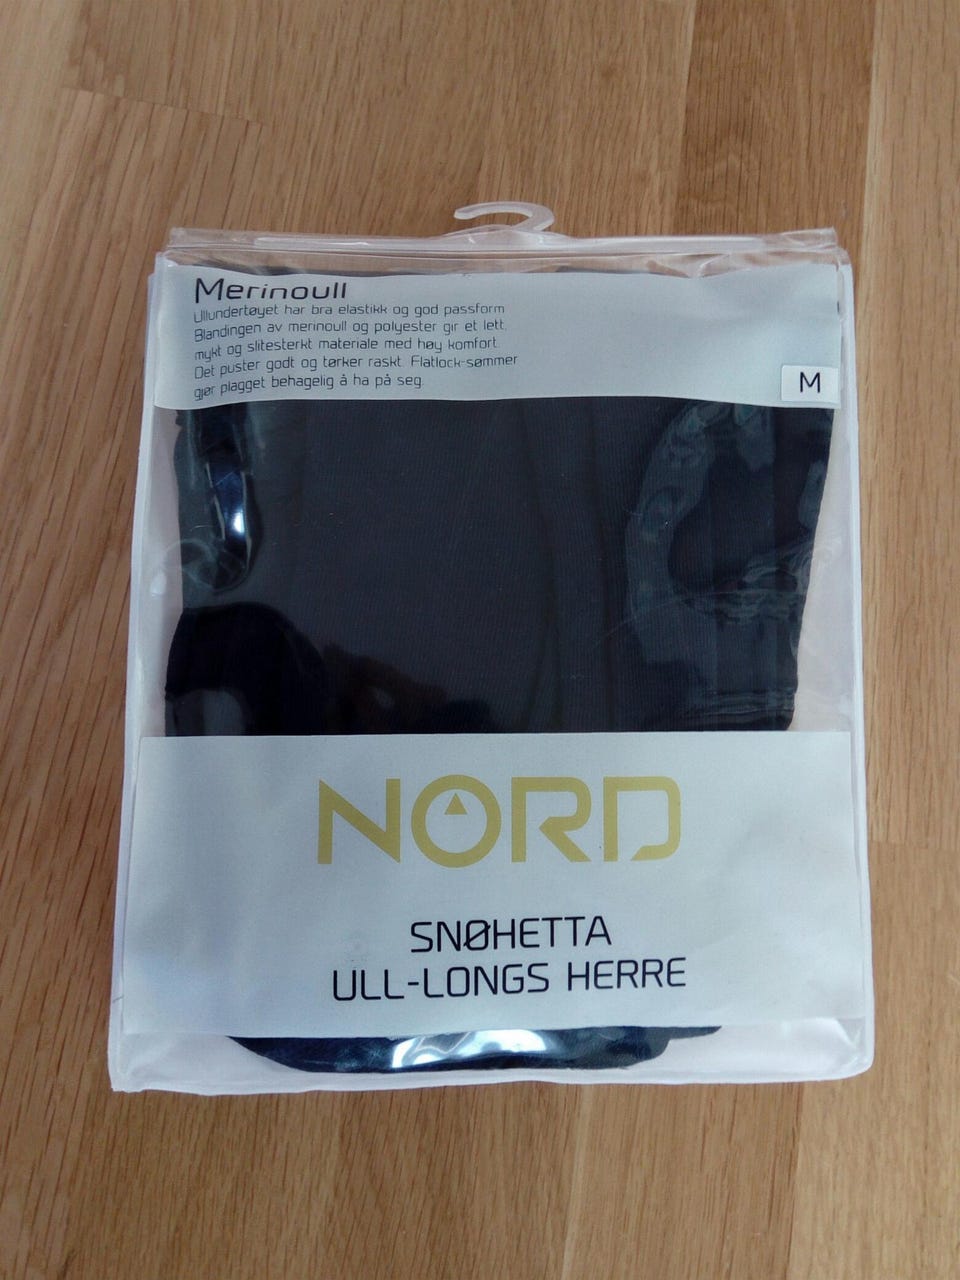 Merinoull
Ullundertøyet har bra elastikk og god passform
Blandingen av merinoull og polyester gir et lett,
mykt og slitesterkt materiale med høy komfort.
Det puster godt og tørker raskt. Flatlock-sømmer
gjør plagget behagelig å ha på seg.
M
NORD
SNØHETTA
ULL-LONGS HERRE